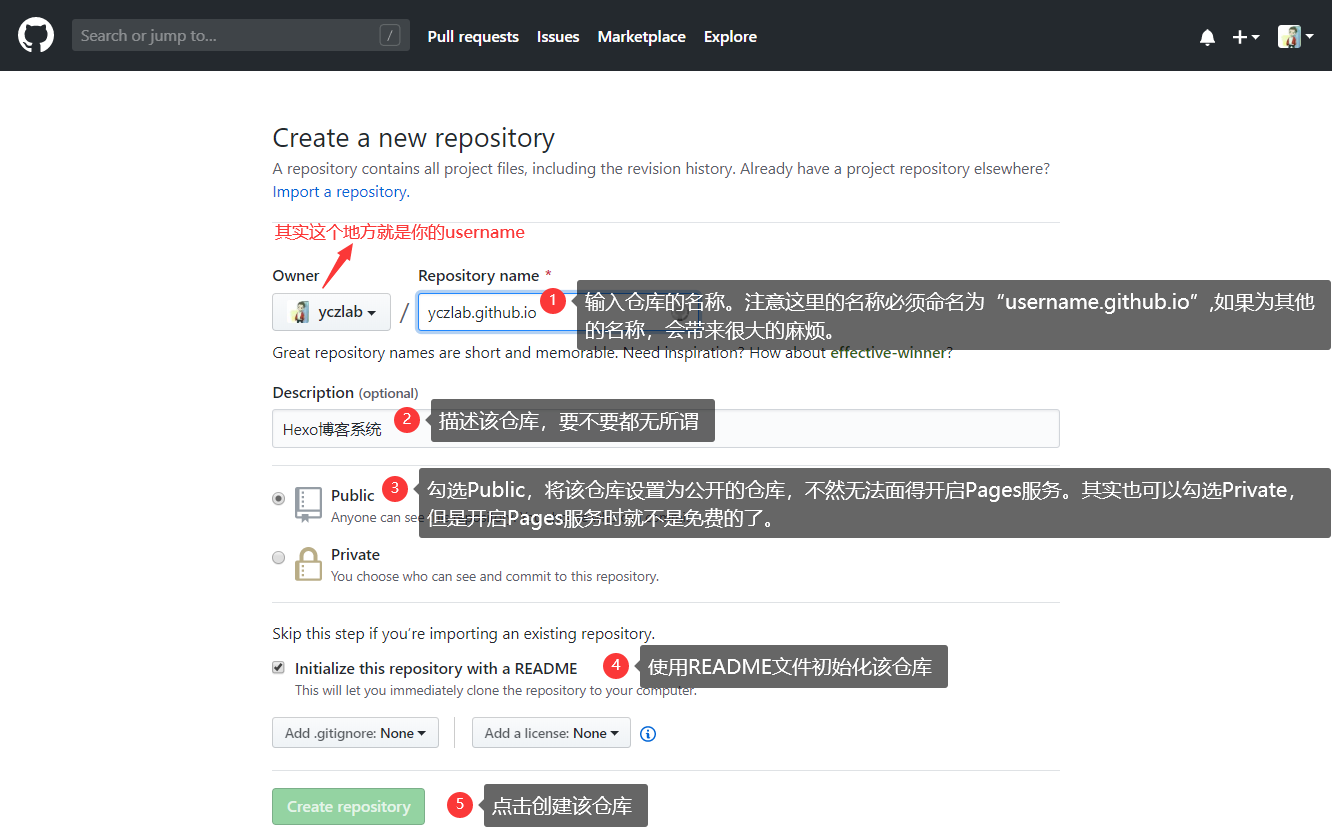 Search or jump to... /
Pull requests Issues Marketplace Explore
Create a new repository
A repository contains all project files, including the revision history. Already have a project repository elsewhere?
Import a repository.
其实这个地方就是你的username
Owner
Repository name *
yczlab / yczlab.github.io
1 输入仓库的名称。注意这里的名称必须命名为“username.github.io”,如果为其他
的名称，会带来很大的麻烦。
Great repository names are short and memorable. Need inspiration? How about effective-winner?
Description (optional)
Hexo博客系统
2 描述该仓库，要不要都无所谓
Public
3 勾选Public，将该仓库设置为公开的仓库，不然无法面得开启Pages服务。其实也可以勾选Private，
但是开启Pages服务时就不是免费的了。
Anyone can see
Private
You choose who can see and commit to this repository.
Skip this step if you’re importing an existing repository.
Initialize this repository with a README
4 使用README文件初始化该仓库
This will let you immediately clone the repository to your computer.
Add .gitignore: None Add a license: None
Create repository
5 点击创建该仓库